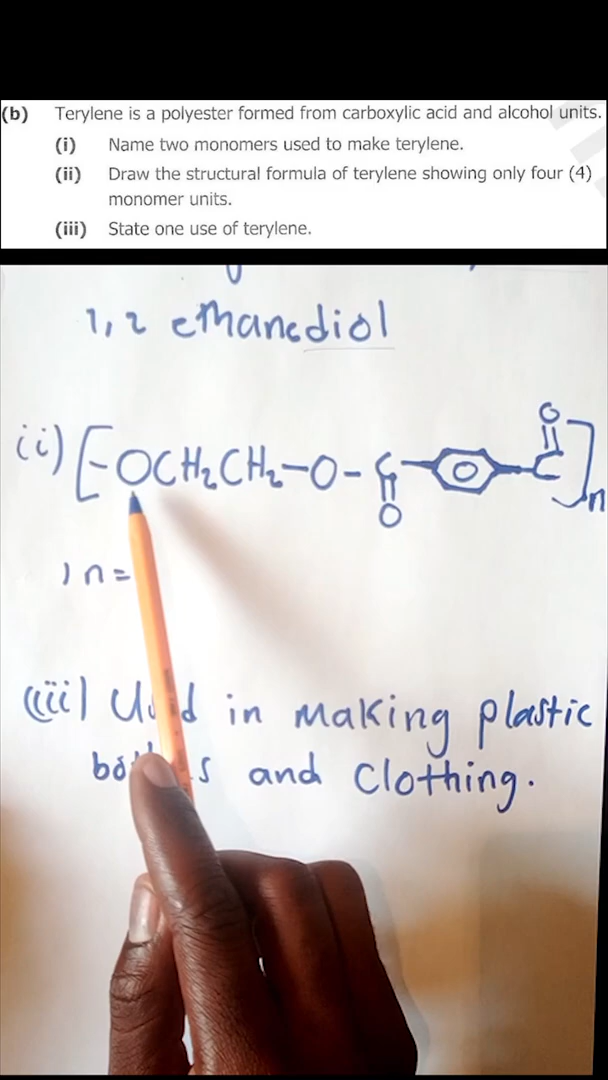 (b) Terylene is a polyester formed from carboxylic acid and alcohol units.
(i) Name two monomers used to make terylene.
(ii) Draw the structural formula of terylene showing only four (4)
monomer units.
(iii) State one use of terylene.
1,2 ethanediol
O
ii) [-OCH₂CH₂-O-C C]n
O
n=
(iii) in making plastic
and clothing.